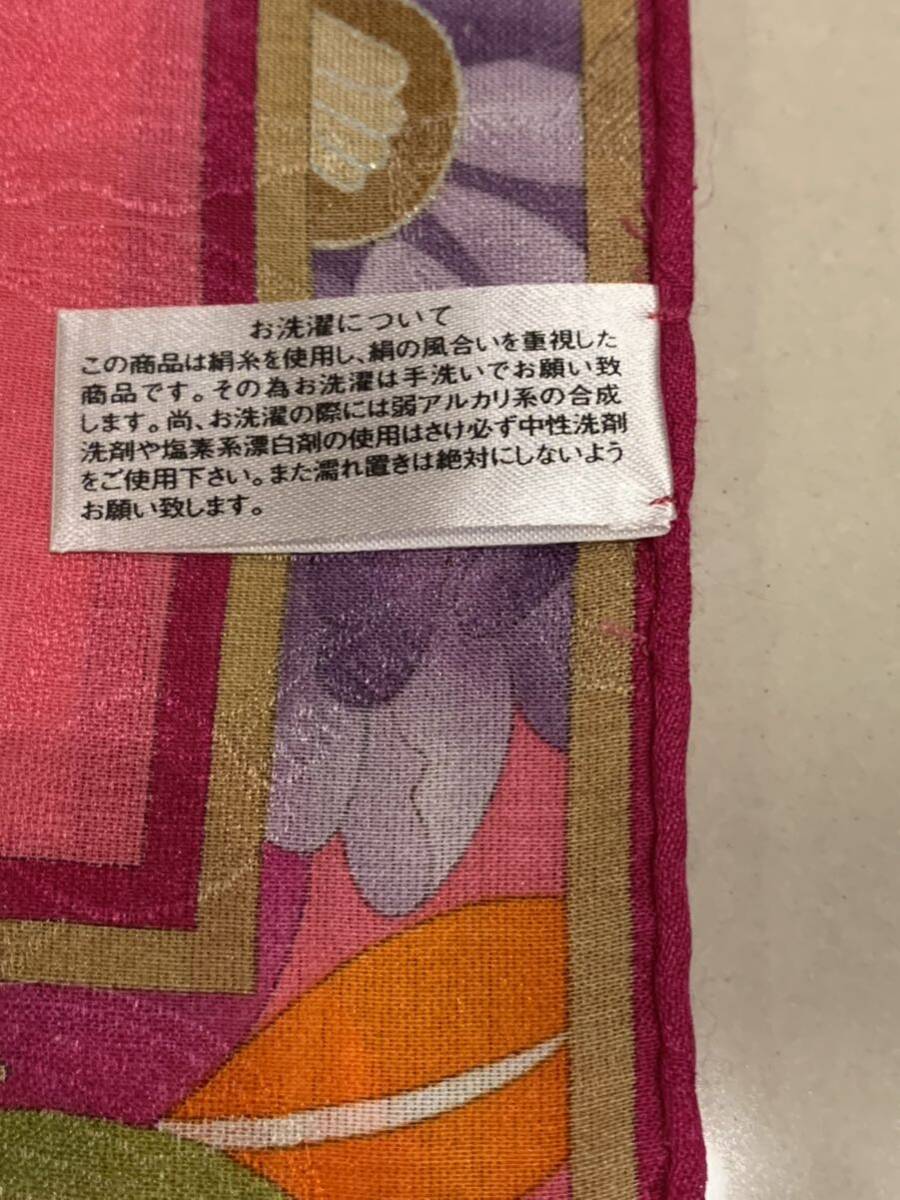 お洗濯について
この商品は絹糸を使用し、絹の風合いを重視した
商品です。その為お洗濯は手洗いでお願い致
します。尚、お洗濯の際には弱アルカリ系の合成
洗剤や塩素系漂白剤の使用はさけ必ず中性洗剤
をご使用下さい。また濡れ置きは絶対にしないよう
お願い致します。